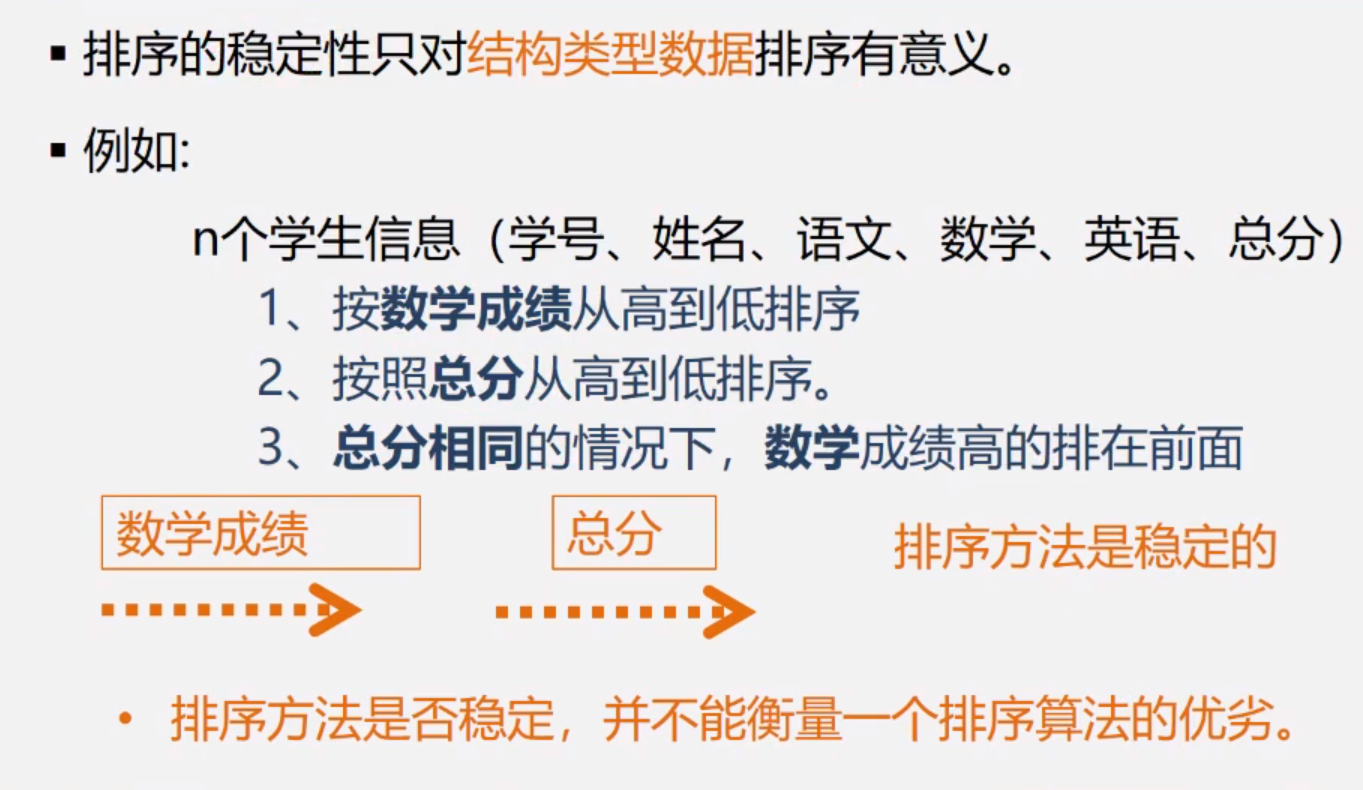 ▪ 排序的稳定性只对结构类型数据排序有意义。
▪ 例如:
n个学生信息（学号、姓名、语文、数学、英语、总分）
1、按数学成绩从高到低排序
2、按照总分从高到低排序。
3、总分相同的情况下，数学成绩高的排在前面
数学成绩 总分 排序方法是稳定的
• 排序方法是否稳定，并不能衡量一个排序算法的优劣。